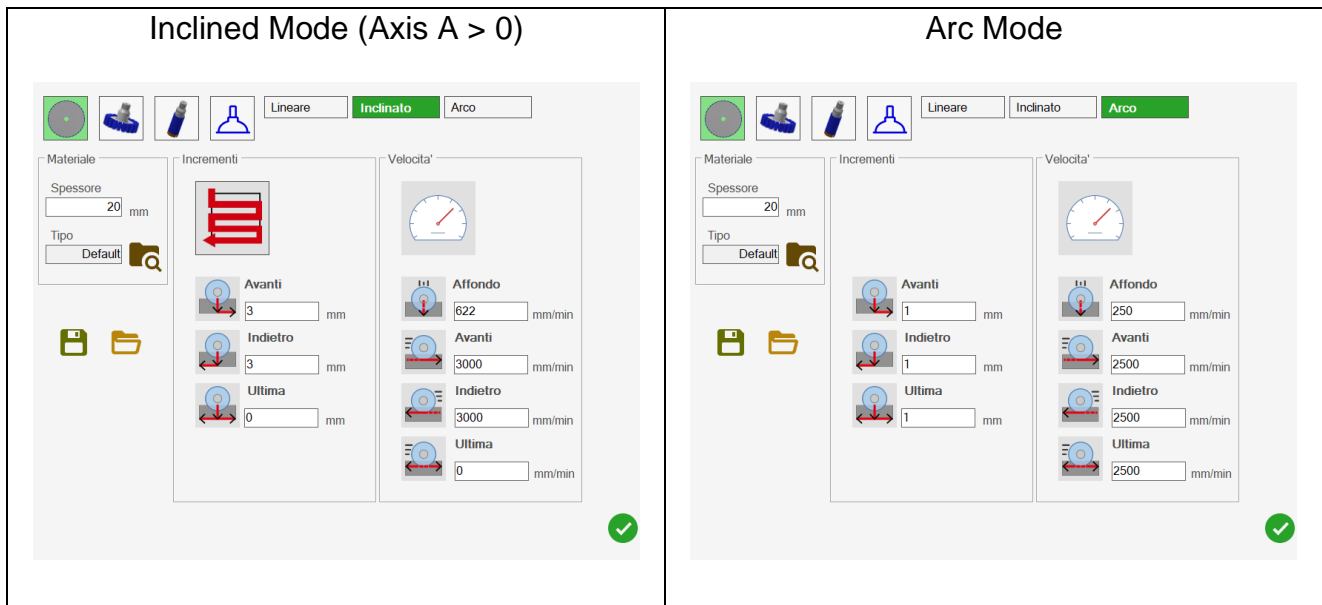 Inclined Mode (Axis A > 0)
Lineare Inclinato Arco
Materiale
Spessore
20 mm
Tipo
Default
Incrementi
Avanti
3 mm
Indietro
3 mm
Ultima
0 mm
Velocita'
Affondo
622 mm/min
Avanti
3000 mm/min
Indietro
3000 mm/min
Ultima
0 mm/min
Arc Mode
Lineare Inclinato Arco
Materiale
Spessore
20 mm
Tipo
Default
Incrementi
Avanti
1 mm
Indietro
1 mm
Ultima
1 mm
Velocita'
Affondo
250 mm/min
Avanti
2500 mm/min
Indietro
2500 mm/min
Ultima
2500 mm/min